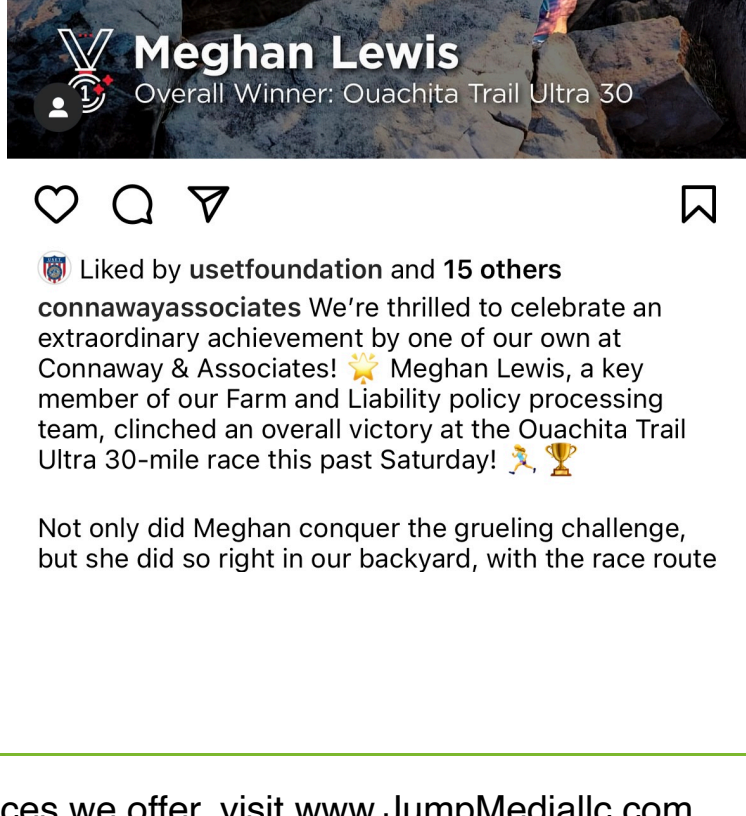 Meghan Lewis
1
Overall Winner: Ouachita Trail Ultra 30
Liked by usetfoundation and 15 others
connawayassociates We’re thrilled to celebrate an
extraordinary achievement by one of our own at
Connaway & Associates! 🌟 Meghan Lewis, a key
member of our Farm and Liability policy processing
team, clinched an overall victory at the Ouachita Trail
Ultra 30-mile race this past Saturday! 🏃‍♀️ 🏆
Not only did Meghan conquer the grueling challenge,
but she did so right in our backyard, with the race route
ces we offer, visit www.JumpMediallc.com